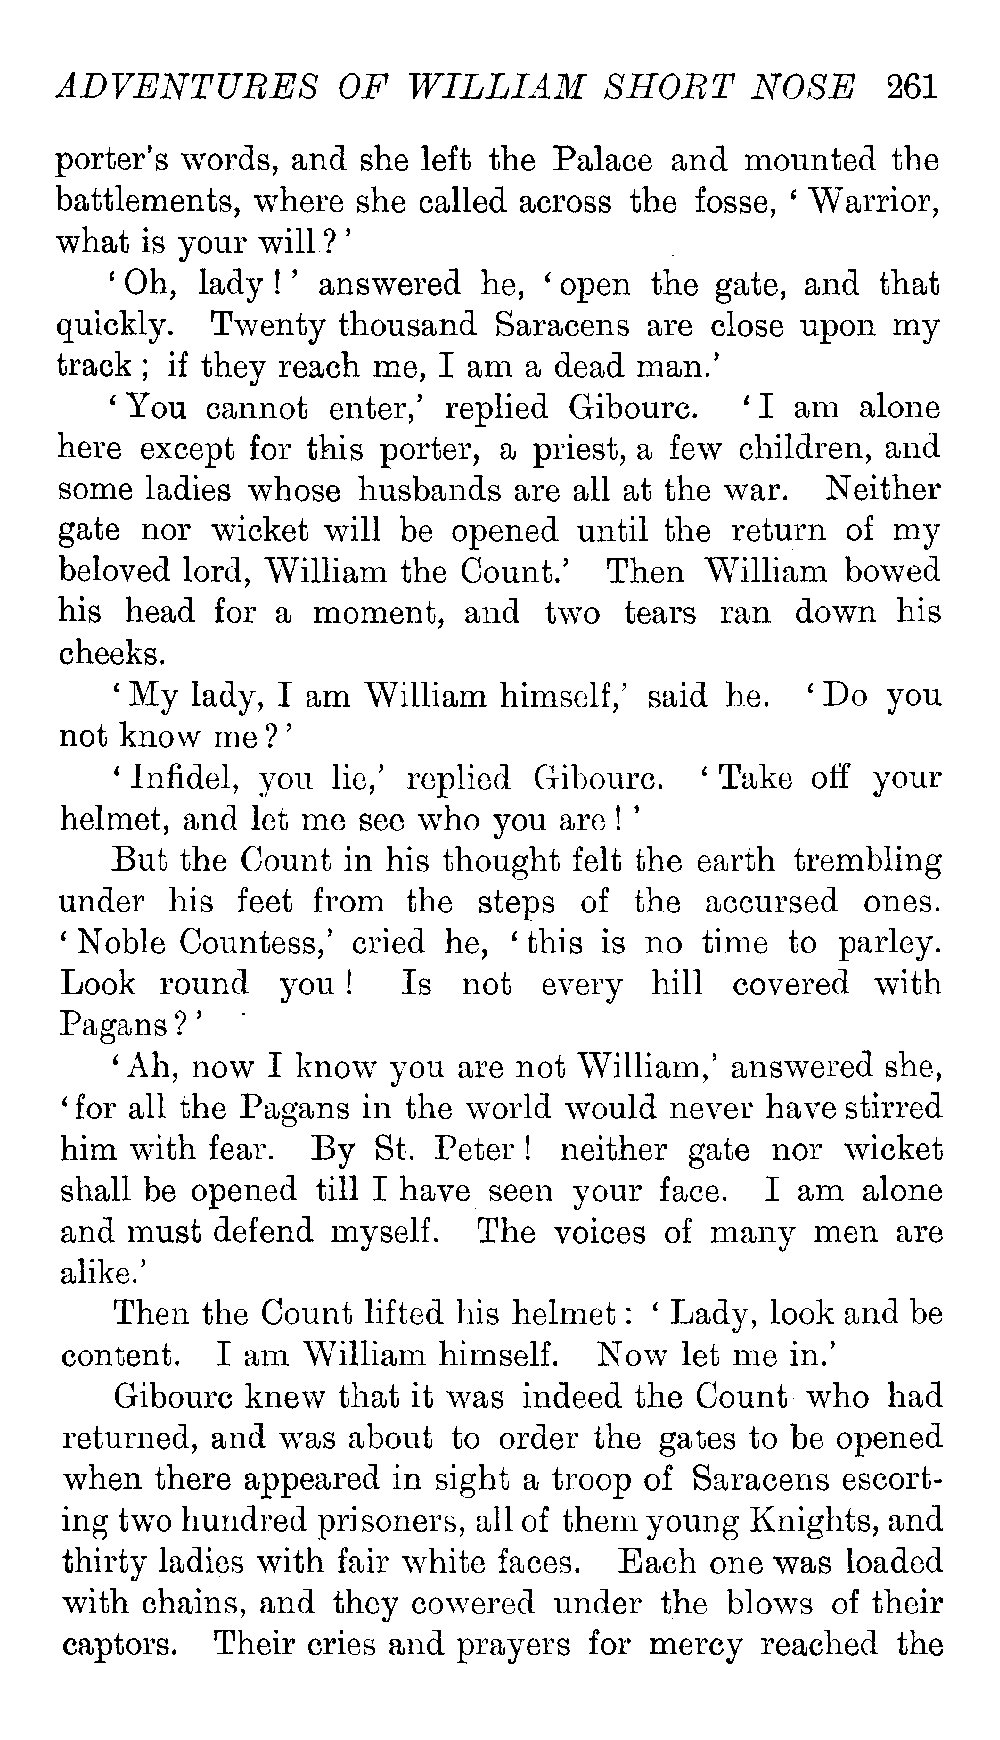 ADVENTURES OF WILLIAM SHORT NOSE 261
porter's words, and she left the Palace and mounted the
battlements, where she called across the fosse, ‘ Warrior,
what is your will ? ’
‘ Oh, lady ! ’ answered he, ‘ open the gate, and that
quickly. Twenty thousand Saracens are close upon my
track ; if they reach me, I am a dead man.’
‘ You cannot enter,’ replied Gibourc. ‘ I am alone
here except for this porter, a priest, a few children, and
some ladies whose husbands are all at the war. Neither
gate nor wicket will be opened until the return of my
beloved lord, William the Count.’ Then William bowed
his head for a moment, and two tears ran down his
cheeks.
‘ My lady, I am William himself,’ said he. ‘ Do you
not know me ? ’
‘ Infidel, you lie,’ replied Gibourc. ‘ Take off your
helmet, and let me see who you are ! ’
But the Count in his thought felt the earth trembling
under his feet from the steps of the accursed ones.
‘ Noble Countess,’ cried he, ‘ this is no time to parley.
Look round you ! Is not every hill covered with
Pagans ? ’
‘ Ah, now I know you are not William,’ answered she,
‘ for all the Pagans in the world would never have stirred
him with fear. By St. Peter ! neither gate nor wicket
shall be opened till I have seen your face. I am alone
and must defend myself. The voices of many men are
alike.’
Then the Count lifted his helmet : ‘ Lady, look and be
content. I am William himself. Now let me in.’
Gibourc knew that it was indeed the Count who had
returned, and was about to order the gates to be opened
when there appeared in sight a troop of Saracens escort-
ing two hundred prisoners, all of them young Knights, and
thirty ladies with fair white faces. Each one was loaded
with chains, and they cowered under the blows of their
captors. Their cries and prayers for mercy reached the